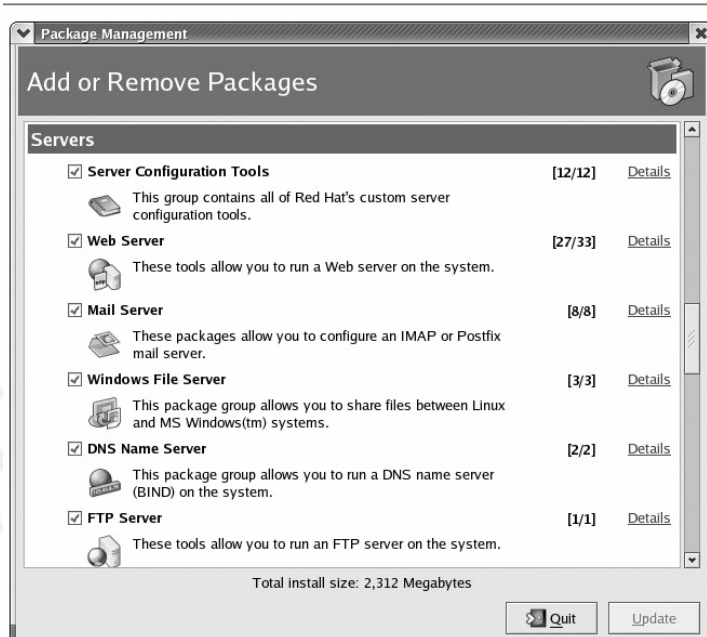 Package Management
Add or Remove Packages
Servers
Server Configuration Tools [12/12] Details
This group contains all of Red Hat's custom server
configuration tools.
Web Server [27/33] Details
These tools allow you to run a Web server on the system.
Mail Server [8/8] Details
These packages allow you to configure an IMAP or Postfix
mail server.
Windows File Server [3/3] Details
This package group allows you to share files between Linux
and MS Windows(tm) systems.
DNS Name Server [2/2] Details
This package group allows you to run a DNS name server
(BIND) on the system.
FTP Server [1/1] Details
These tools allow you to run an FTP server on the system.
Total install size: 2,312 Megabytes
Quit Update